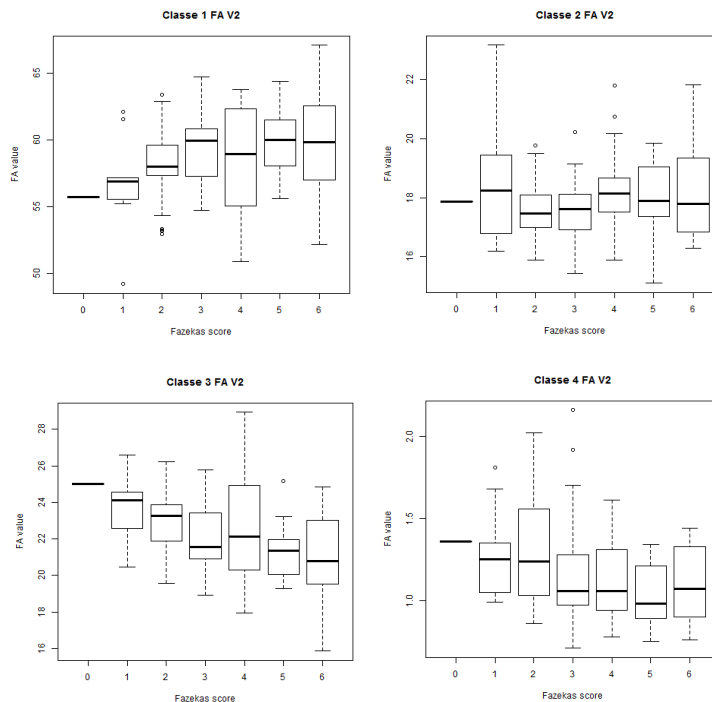 Classe 1 FA V2
FA value
65
60
55
50
0 1 2 3 4 5 6
Fazekas score
Classe 2 FA V2
FA value
22
20
18
16
0 1 2 3 4 5 6
Fazekas score
Classe 3 FA V2
FA value
28
26
24
22
20
18
16
0 1 2 3 4 5 6
Fazekas score
Classe 4 FA V2
FA value
2.0
1.5
1.0
0 1 2 3 4 5 6
Fazekas score